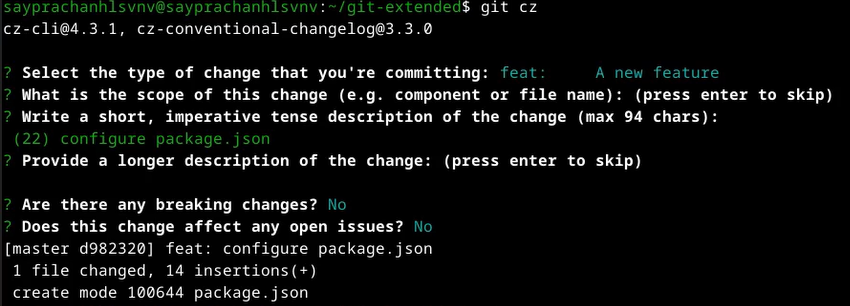 sayprachanhlsvnv@sayprachanhlsvnv:~/git-extended$ git cz
cz-cli@4.3.1, cz-conventional-changelog@3.3.0
? Select the type of change that you're committing: feat:     A new feature
? What is the scope of this change (e.g. component or file name): (press enter to skip)
? Write a short, imperative tense description of the change (max 94 chars):
(22) configure package.json
? Provide a longer description of the change: (press enter to skip)
? Are there any breaking changes? No
? Does this change affect any open issues? No
[master d982320] feat: configure package.json
1 file changed, 14 insertions(+)
create mode 100644 package.json